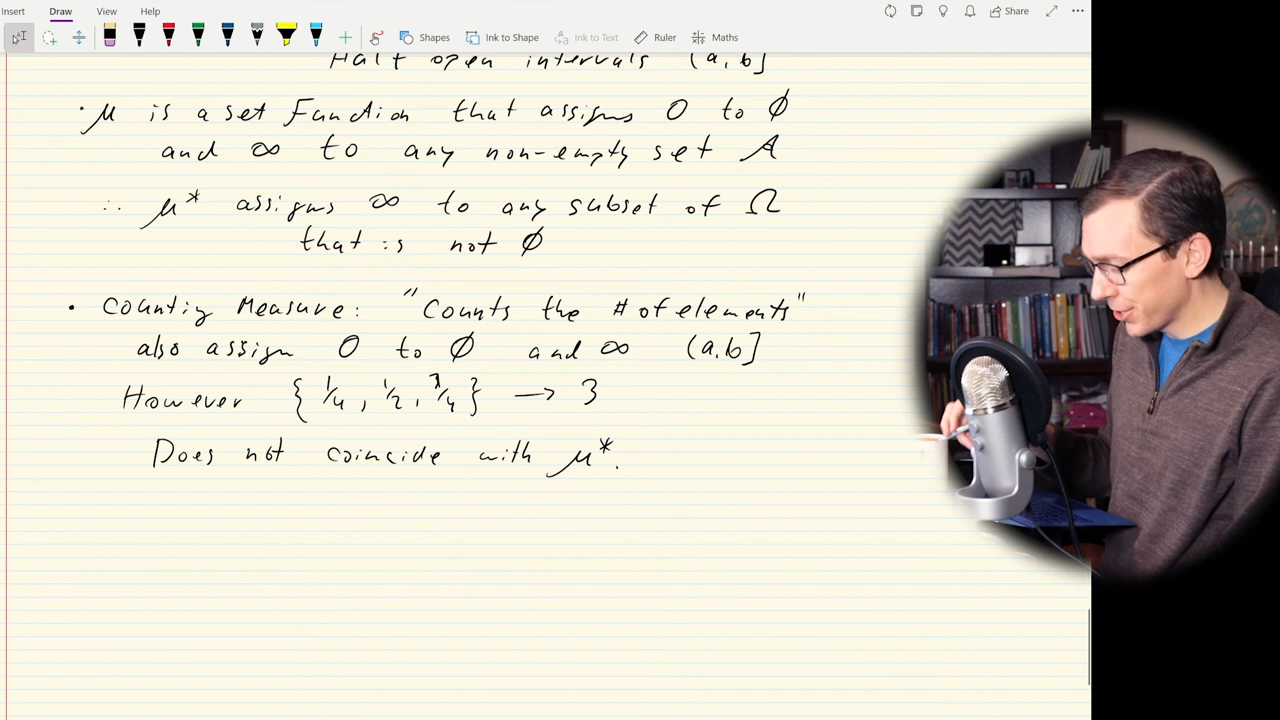 Insert Draw View Help
Share
Shapes Ink to Shape Ink to Text Ruler Maths
Half open intervals (a,b]
· μ is a set Function that assigns 0 to ∅
and ∞ to any non-empty set A
∴ μ* assigns ∞ to any subset of Ω
that is not ∅
· Counting Measure: "Counts the # of elements"
also assign 0 to ∅ and ∞ (a,b]
However {1/4, 1/2, 3/4} → 3
Does not coincide with μ*.